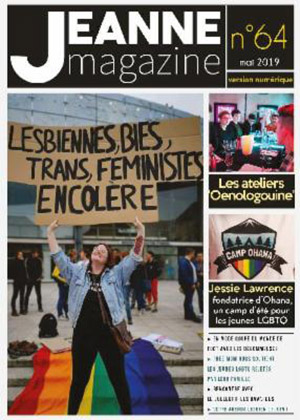 JEANNE
magazine
n°64
mai 2019
version numérique
LESBIENNES, BIES,
TRANS, FÉMINISTES
EN COLÈRE
Les ateliers
'Oenologouine'
CAMP OHANA
Jessie Lawrence
fondatrice d'Ohana,
un camp d'été pour
les jeunes LGBTQ